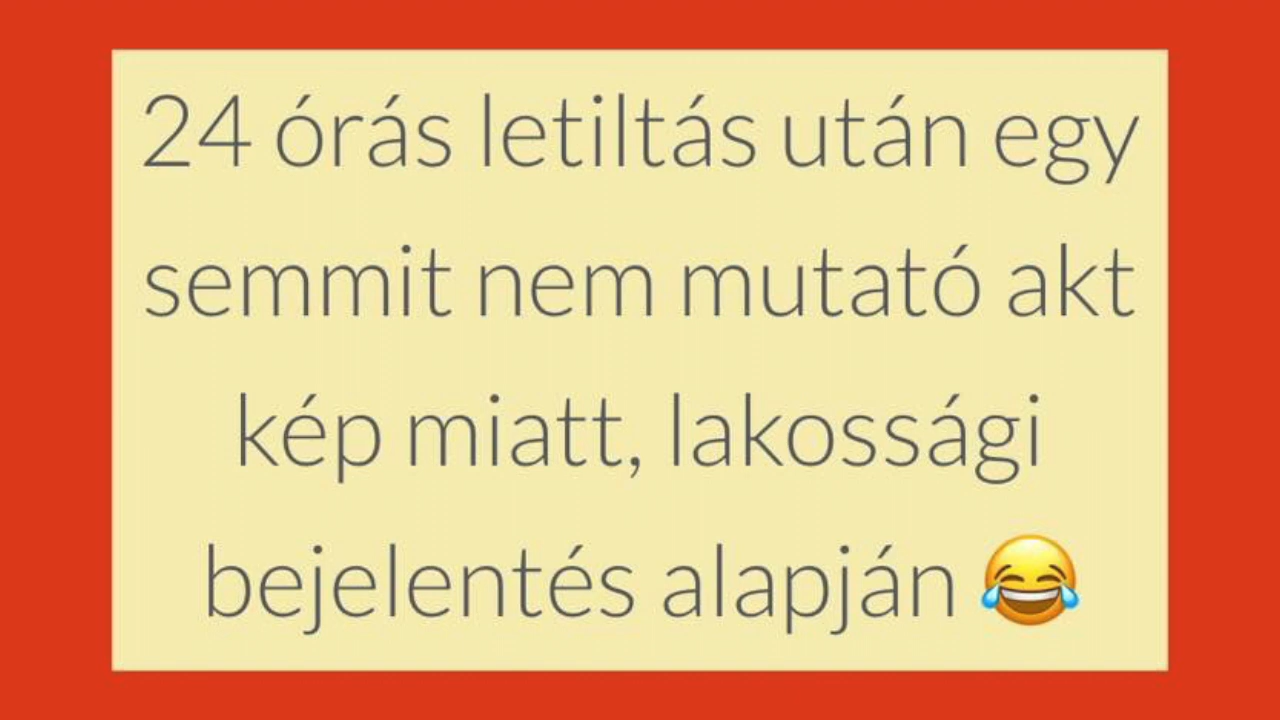 24 órás letiltás után egy
semmit nem mutató akt
kép miatt, lakossági
bejelentés alapján 😂